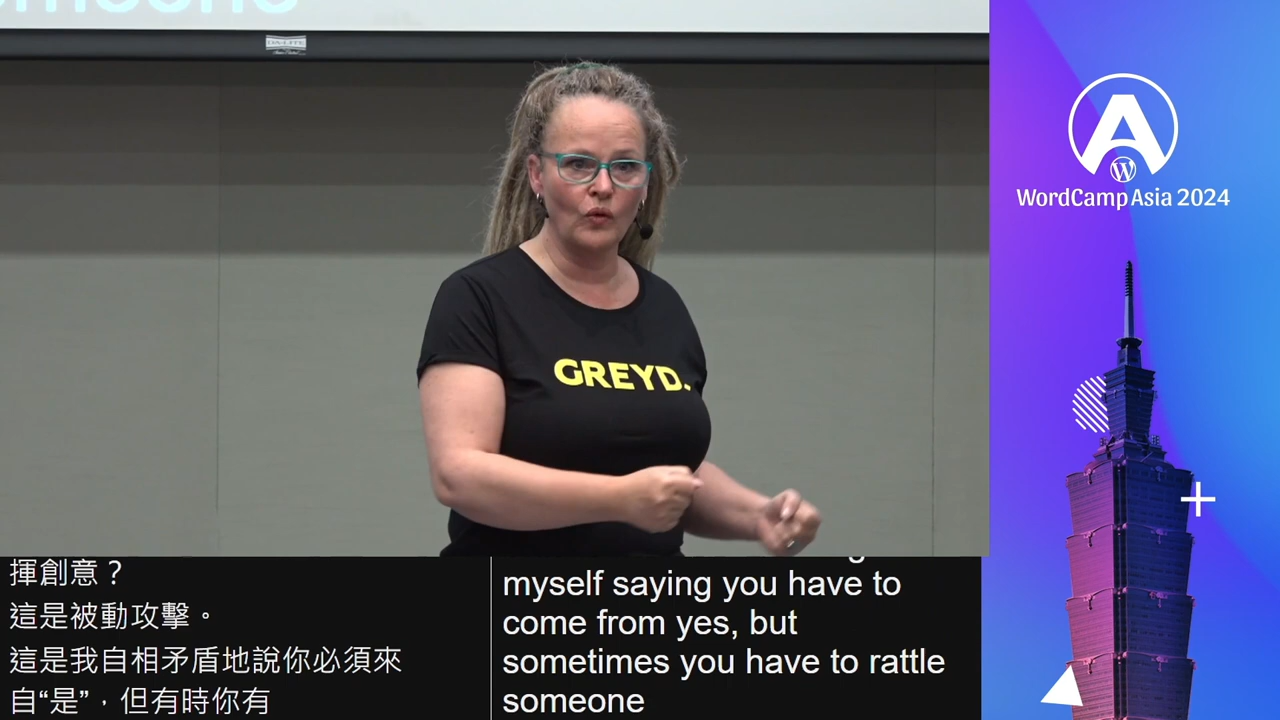 DA-LITE
GREYD.
A
W
WordCamp Asia 2024
揮創意？
這是被動攻擊。
這是我自相矛盾地說你必須來
自“是”，但有時你有
myself saying you have to
come from yes, but
sometimes you have to rattle
someone